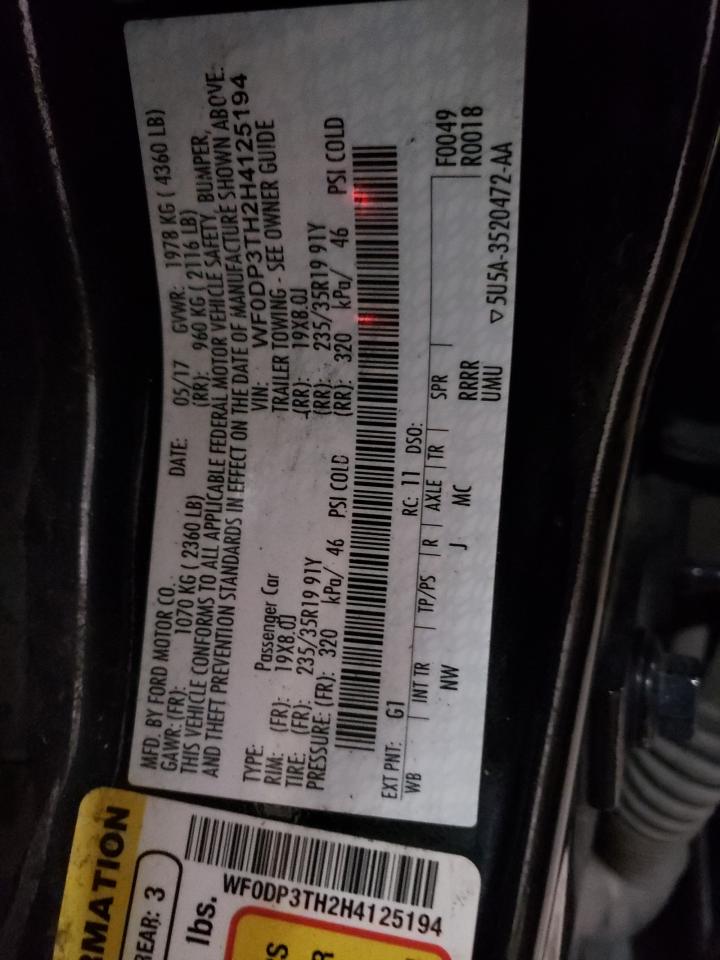 MFD. BY FORD MOTOR CO. DATE: 05/17 GVWR: 1978 KG ( 4360 LB)
GAWR: (FR): 1070 KG ( 2360 LB) (RR): 960 KG ( 2116 LB)
THIS VEHICLE CONFORMS TO ALL APPLICABLE FEDERAL MOTOR VEHICLE SAFETY, BUMPER,
AND THEFT PREVENTION STANDARDS IN EFFECT ON THE DATE OF MANUFACTURE SHOWN ABOVE.
VIN: WF0DP3TH2H4125194
TYPE: Passenger Car TRAILER TOWING - SEE OWNER GUIDE
RIM: (FR): 19X8.0J (RR): 19X8.0J
TIRE: (FR): 235/35R19 91Y (RR): 235/35R19 91Y
PRESSURE: (FR): 320 kPa/ 46 PSI COLD (RR): 320 kPa/ 46 PSI COLD
EXT PNT: G1 RC: 11 DSO: F0049
WB INT TR TP/PS R AXLE TR SPR R0018
NW J MC RRRR
UMU ▽5U5A-3520472-AA
RMATION
REAR: 3
lbs.
WF0DP3TH2H4125194
S
R